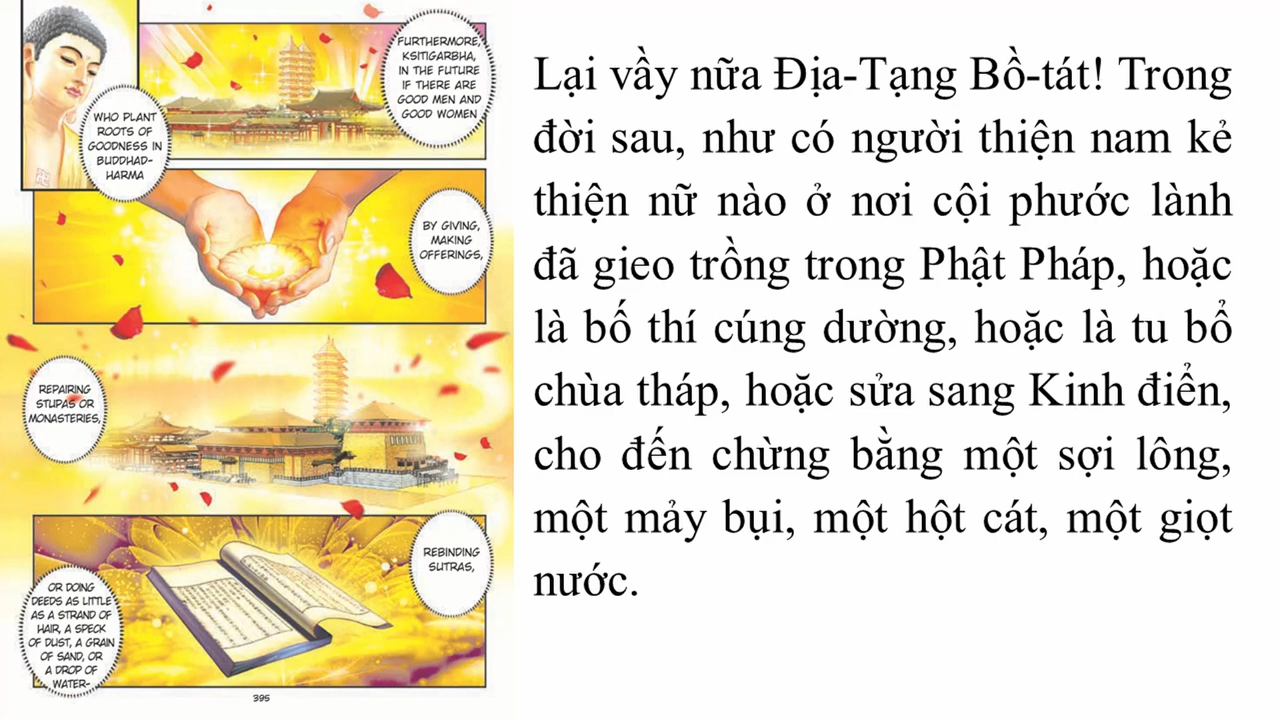 FURTHERMORE,
KSITIGARBHA,
IN THE FUTURE
IF THERE ARE
GOOD MEN AND
GOOD WOMEN
WHO PLANT
ROOTS OF
GOODNESS IN
BUDDHAD-
HARMA
BY GIVING,
MAKING
OFFERINGS,
REPAIRING
STUPAS OR
MONASTERIES,
REBINDING
SUTRAS,
OR DOING
DEEDS AS LITTLE
AS A STRAND OF
HAIR, A SPECK
OF DUST, A GRAIN
OF SAND, OR
A DROP OF
WATER-
395
Lại vầy nữa Địa-Tạng Bồ-tát! Trong
đời sau, như có người thiện nam kẻ
thiện nữ nào ở nơi cội phước lành
đã gieo trồng trong Phật Pháp, hoặc
là bố thí cúng dường, hoặc là tu bổ
chùa tháp, hoặc sửa sang Kinh điển,
cho đến chừng bằng một sợi lông,
một mảy bụi, một hột cát, một giọt
nước.